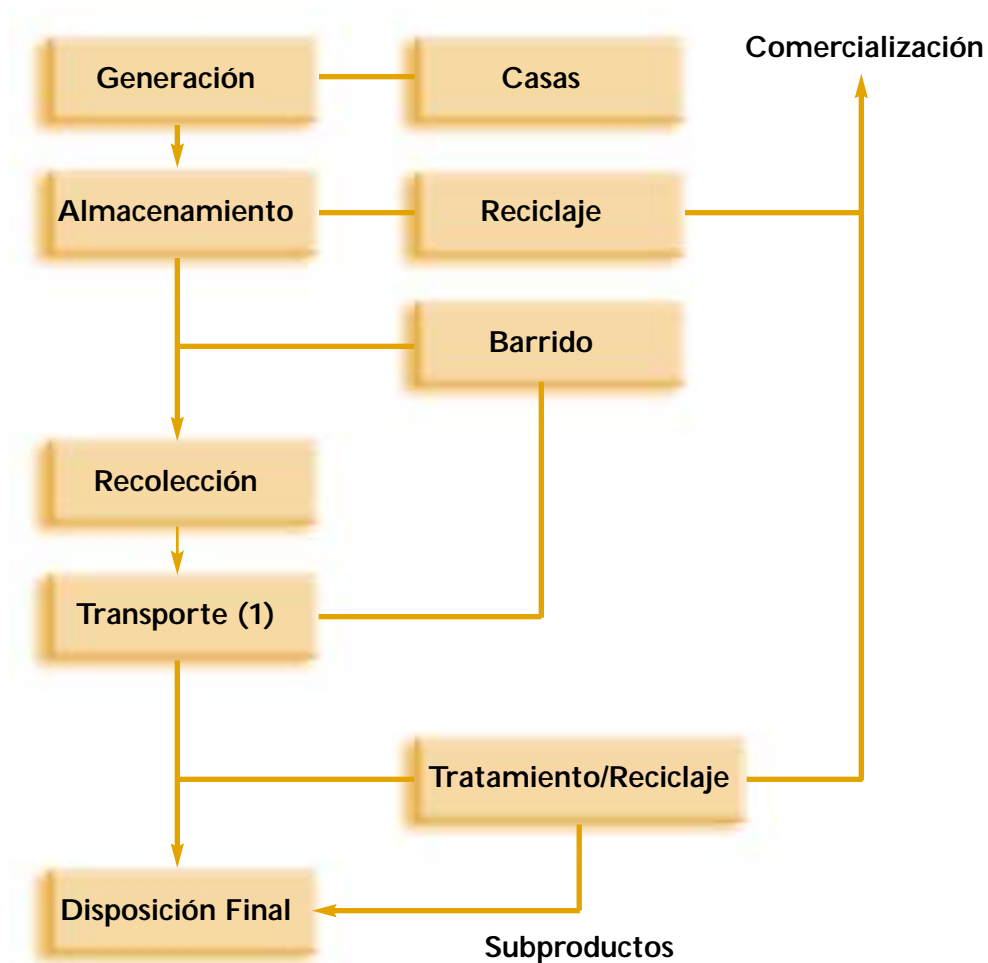 Comercialización
Generación
Casas
Almacenamiento
Reciclaje
Barrido
Recolección
Transporte (1)
Tratamiento/Reciclaje
Disposición Final
Subproductos